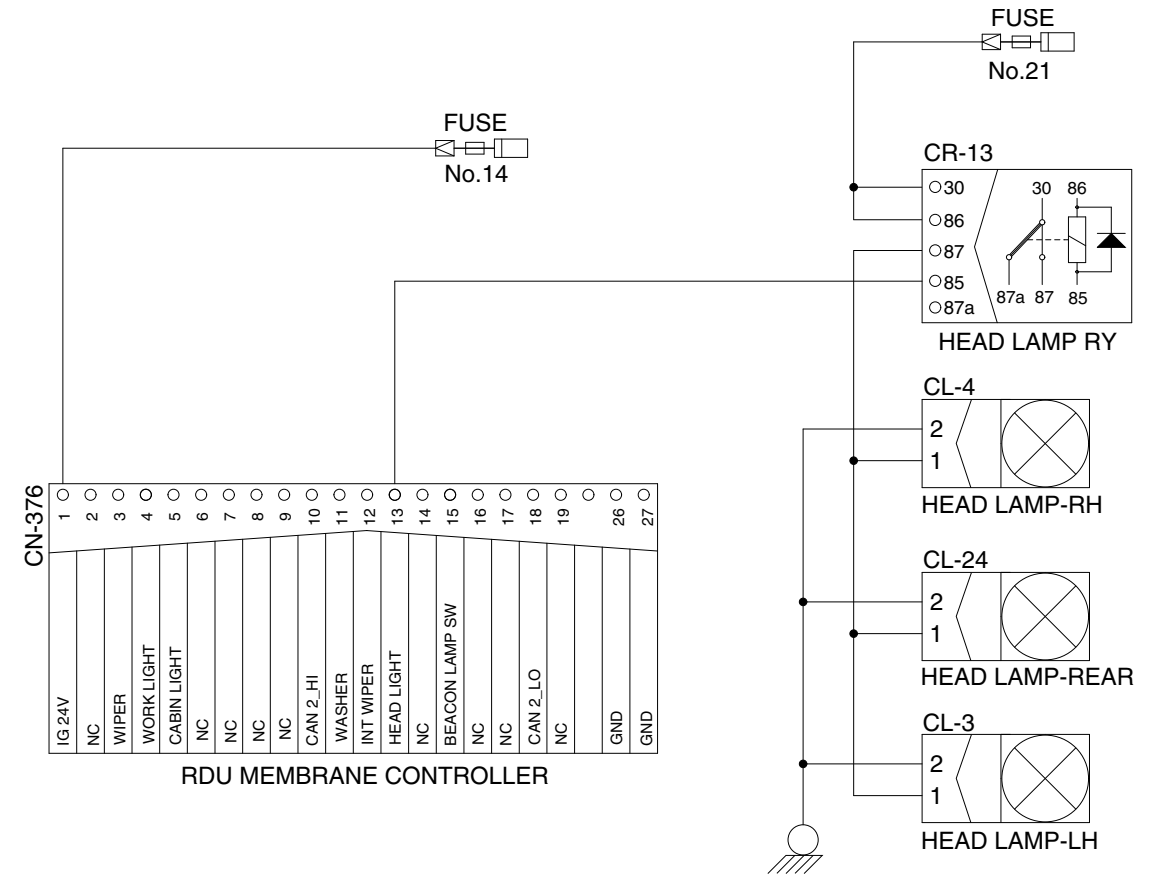 FUSE
No.21
FUSE
No.14
CR-13
30
86
87
85
87a
30 86
87a 87 85
HEAD LAMP RY
CL-4
2
1
HEAD LAMP-RH
CL-24
2
1
HEAD LAMP-REAR
CL-3
2
1
HEAD LAMP-LH
CN-376
1 2 3 4 5 6 7 8 9 10 11 12 13 14 15 16 17 18 19 26 27
IG 24V
NC
WIPER
WORK LIGHT
CABIN LIGHT
NC
NC
NC
NC
CAN 2_HI
WASHER
INT WIPER
HEAD LIGHT
NC
BEACON LAMP SW
NC
NC
CAN 2_LO
NC
GND
GND
RDU MEMBRANE CONTROLLER